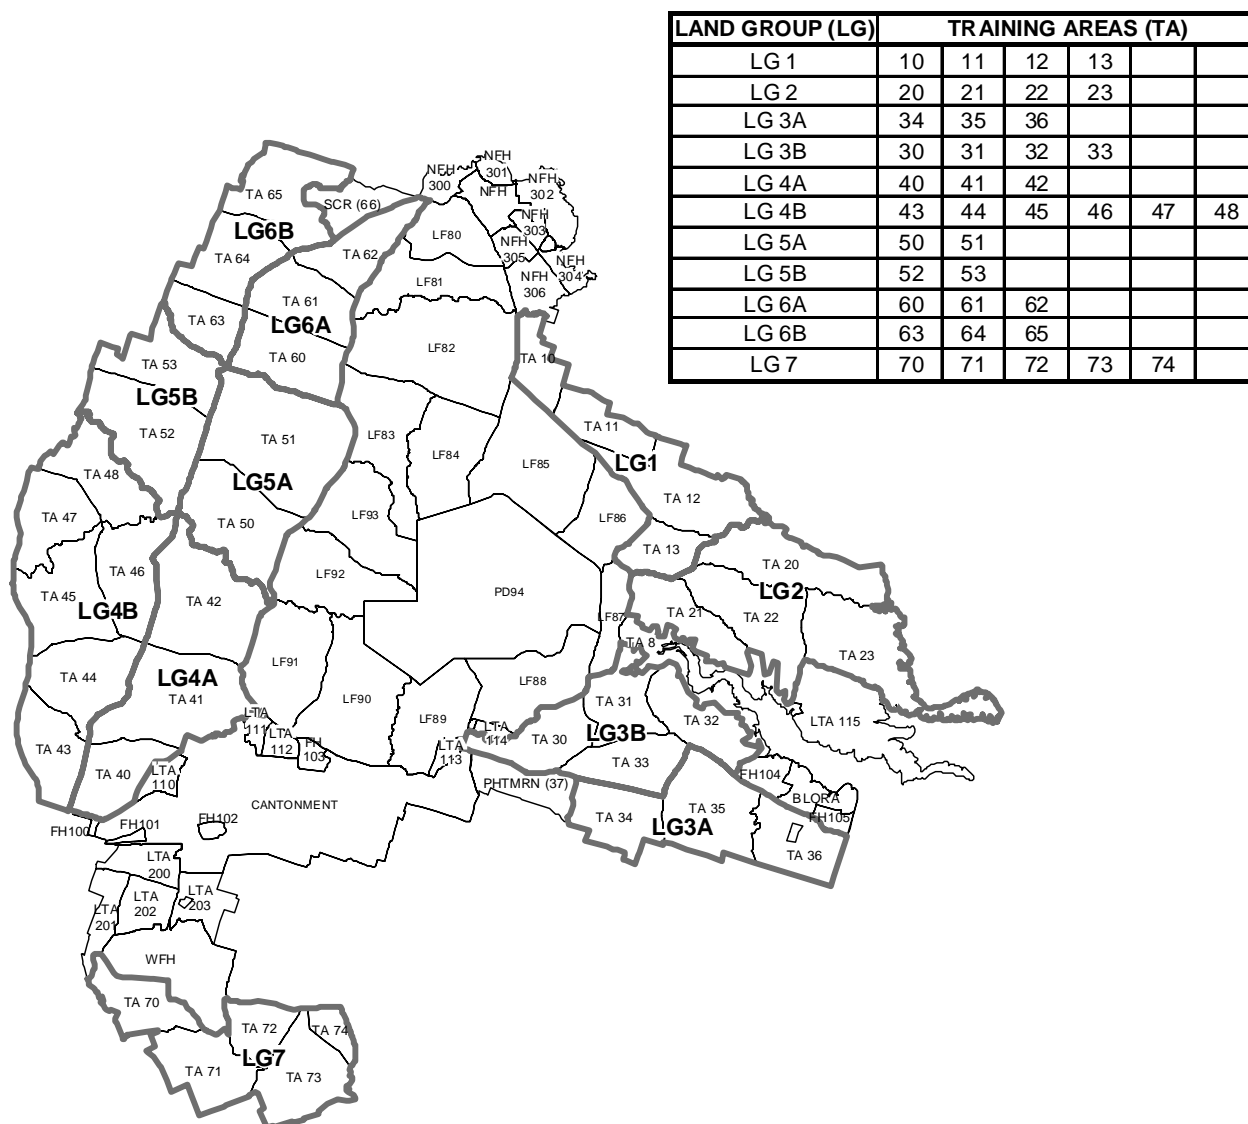 LAND GROUP (LG) TRAINING AREAS (TA)
LG 1 10 11 12 13
LG 2 20 21 22 23
LG 3A 34 35 36
LG 3B 30 31 32 33
LG 4A 40 41 42
LG 4B 43 44 45 46 47 48
LG 5A 50 51
LG 5B 52 53
LG 6A 60 61 62
LG 6B 63 64 65
LG 7 70 71 72 73 74
NFH
301
NFH
300
NFH
NFH
302
TA 65
SCR (66)
NFH
303
LG6B
LF80
NFH
305
TA 62
TA 64
NFH
304
LF81
NFH
306
TA 61
TA 63
LG6A
LF82
TA 60
TA 10
TA 53
LG5B
TA 11
TA 52
TA 51
LF83
LF84
LF85
LG1
TA 48
LG5A
TA 12
TA 47
TA 50
LF93
LF86
TA 13
TA 20
TA 46
LF92
PD94
LG2
TA 45
LG4B
TA 42
LF87
TA 21
TA 22
TA 8
TA 23
LF91
TA 44
LG4A
TA 41
LF90
LF88
TA 31
LF89
LTA
111
LTA
112
FH
103
LTA
114
TA 32
LTA 115
LG3B
TA 30
TA 43
LTA
113
TA 33
TA 40
LTA
110
PHTMRN (37)
FH104
BLORA
CANTONMENT
TA 35
FH105
FH100
FH101
FH102
TA 34
LG3A
TA 36
LTA
200
LTA
201
LTA
202
LTA
203
WFH
TA 70
TA 72
TA 74
LG7
TA 71
TA 73